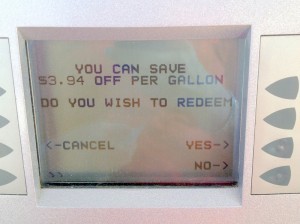 YOU CAN SAVE
$3.94 OFF PER GALLON
DO YOU WISH TO REDEEM
<-CANCEL YES->
NO->
>>